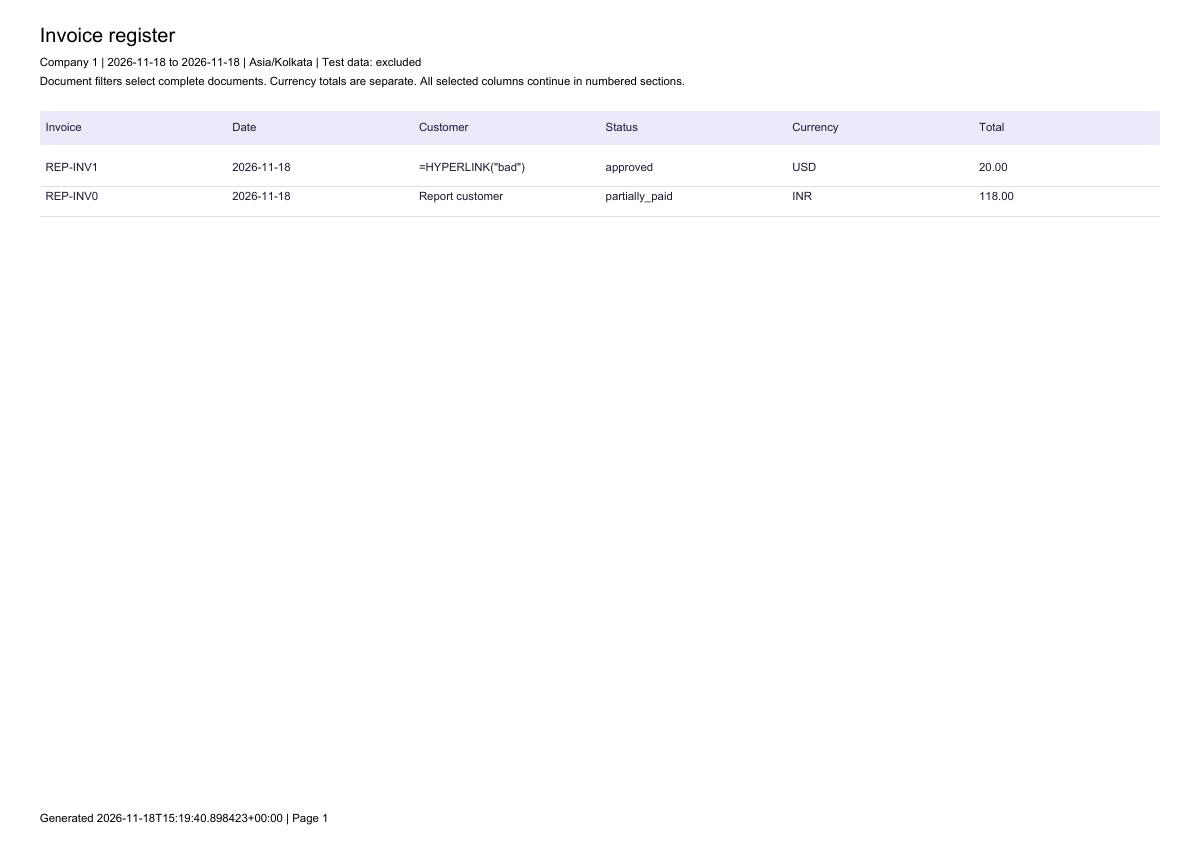 Invoice register
Company 1 | 2026-11-18 to 2026-11-18 | Asia/Kolkata | Test data: excluded
Document filters select complete documents. Currency totals are separate. All selected columns continue in numbered sections.
Invoice Date Customer Status Currency Total
REP-INV1 2026-11-18 =HYPERLINK("bad") approved USD 20.00
REP-INV0 2026-11-18 Report customer partially_paid INR 118.00
Generated 2026-11-18T15:19:40.898423+00:00 | Page 1